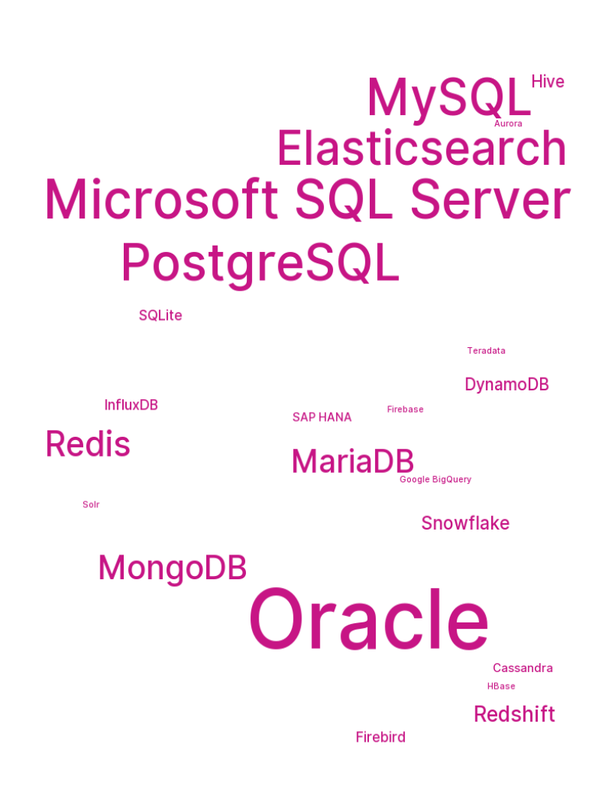 MySQL
Hive
Aurora
Elasticsearch
Microsoft SQL Server
PostgreSQL
SQLite
Teradata
DynamoDB
InfluxDB
Firebase
SAP HANA
Redis
MariaDB
Google BigQuery
Solr
Snowflake
MongoDB
Oracle
Cassandra
HBase
Redshift
Firebird